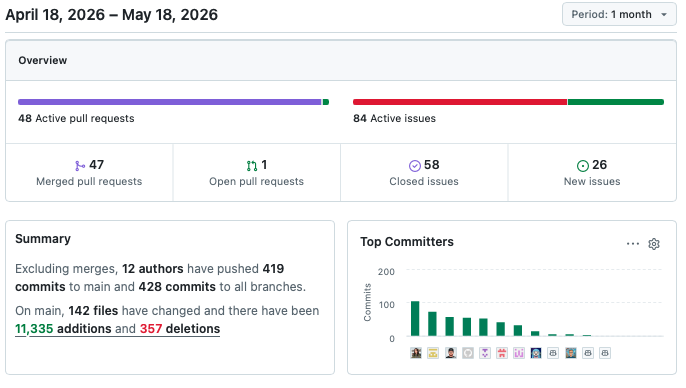 April 18, 2026 – May 18, 2026
Period: 1 month
Overview
48 Active pull requests
84 Active issues
47
Merged pull requests
1
Open pull requests
58
Closed issues
26
New issues
Summary
Excluding merges, 12 authors have pushed 419
commits to main and 428 commits to all branches.
On main, 142 files have changed and there have been
11,335 additions and 357 deletions
Top Committers
Commits
200
100
0